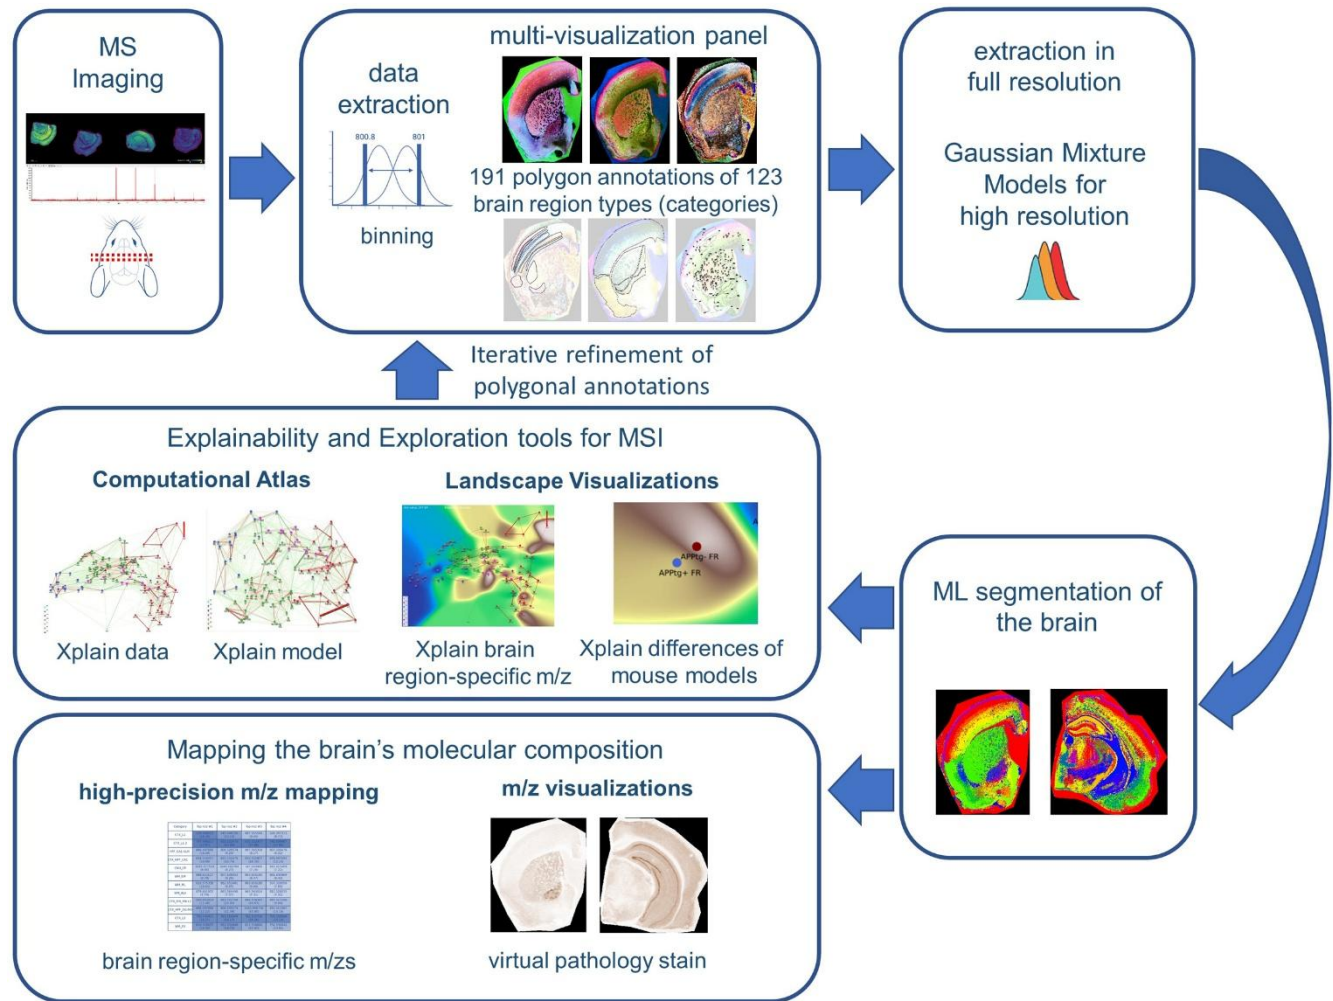 MS
Imaging
data
extraction
800.8
801
binning
multi-visualization panel
191 polygon annotations of 123
brain region types (categories)
extraction in
full resolution
Gaussian Mixture
Models for
high resolution
Iterative refinement of
polygonal annotations
Explainability and Exploration tools for MSI
Computational Atlas
Landscape Visualizations
APPtg- FR
APPtg+ FR
Xplain data
Xplain model
Xplain brain
region-specific m/z
Xplain differences of
mouse models
ML segmentation of
the brain
Mapping the brain's molecular composition
high-precision m/z mapping
m/z visualizations
brain region-specific m/zs
virtual pathology stain